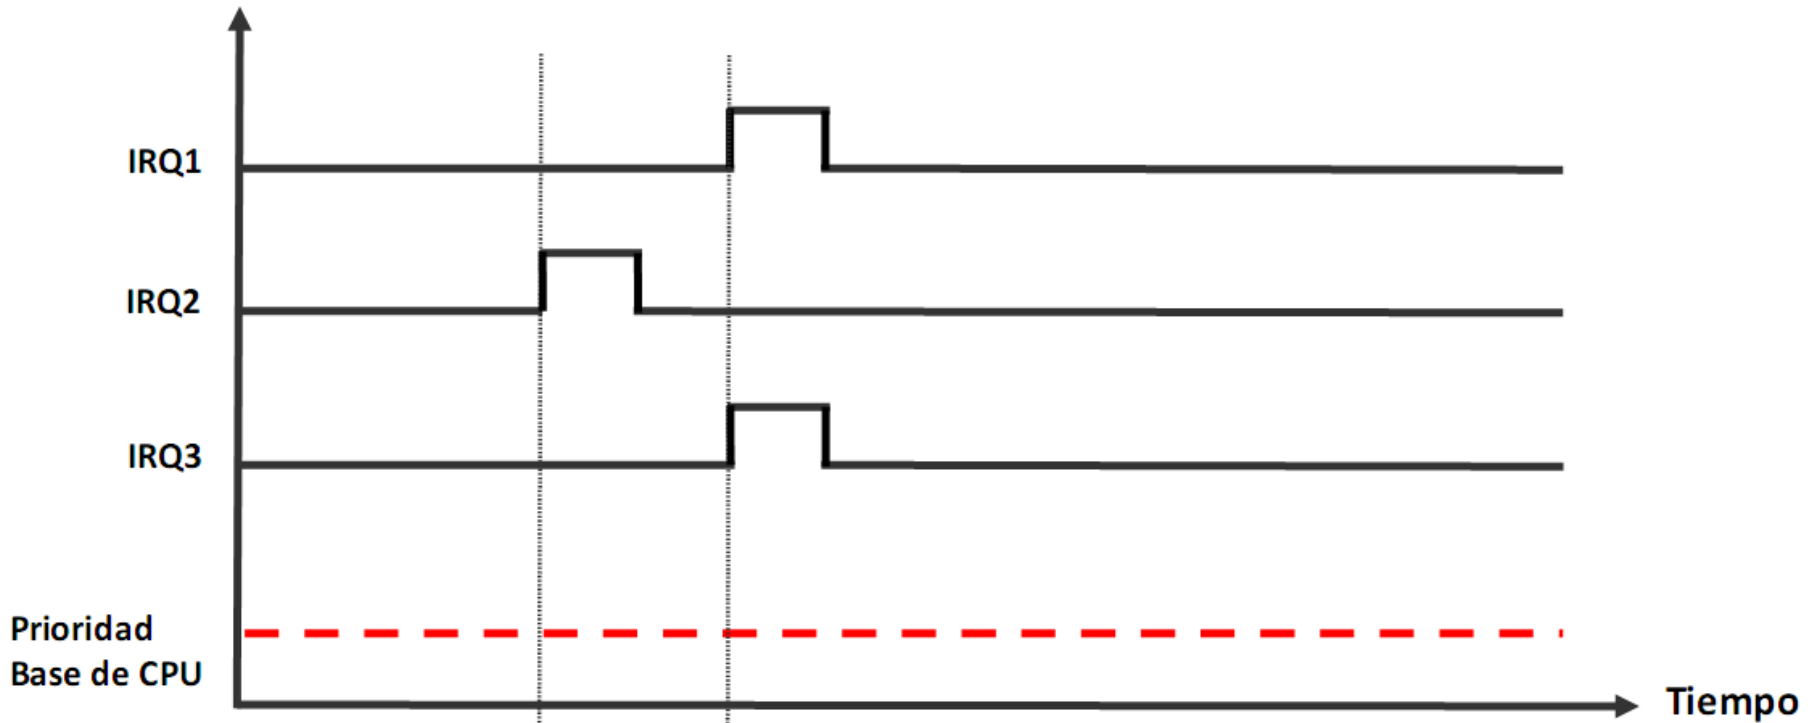 IRQ1
IRQ2
IRQ3
Prioridad
Base de CPU
Tiempo